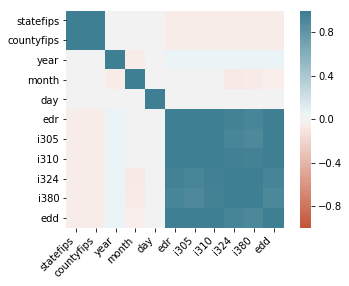 statefips
countyfips
year
month
day
edr
i305
i310
i324
i380
edd
0.8
0.4
0.0
−0.4
−0.8
statefips
countyfips
year
month
day
edr
i305
i310
i324
i380
edd